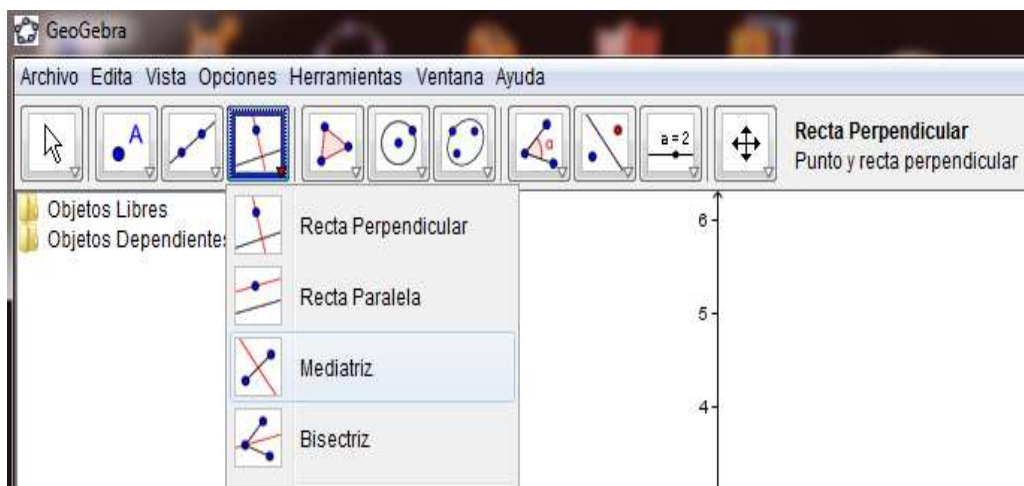 GeoGebra
Archivo Edita Vista Opciones Herramientas Ventana Ayuda
A
α
a = 2
Recta Perpendicular
Punto y recta perpendicular
Objetos Libres
Objetos Dependientes
Recta Perpendicular
Recta Paralela
Mediatriz
Bisectriz
6
5
4